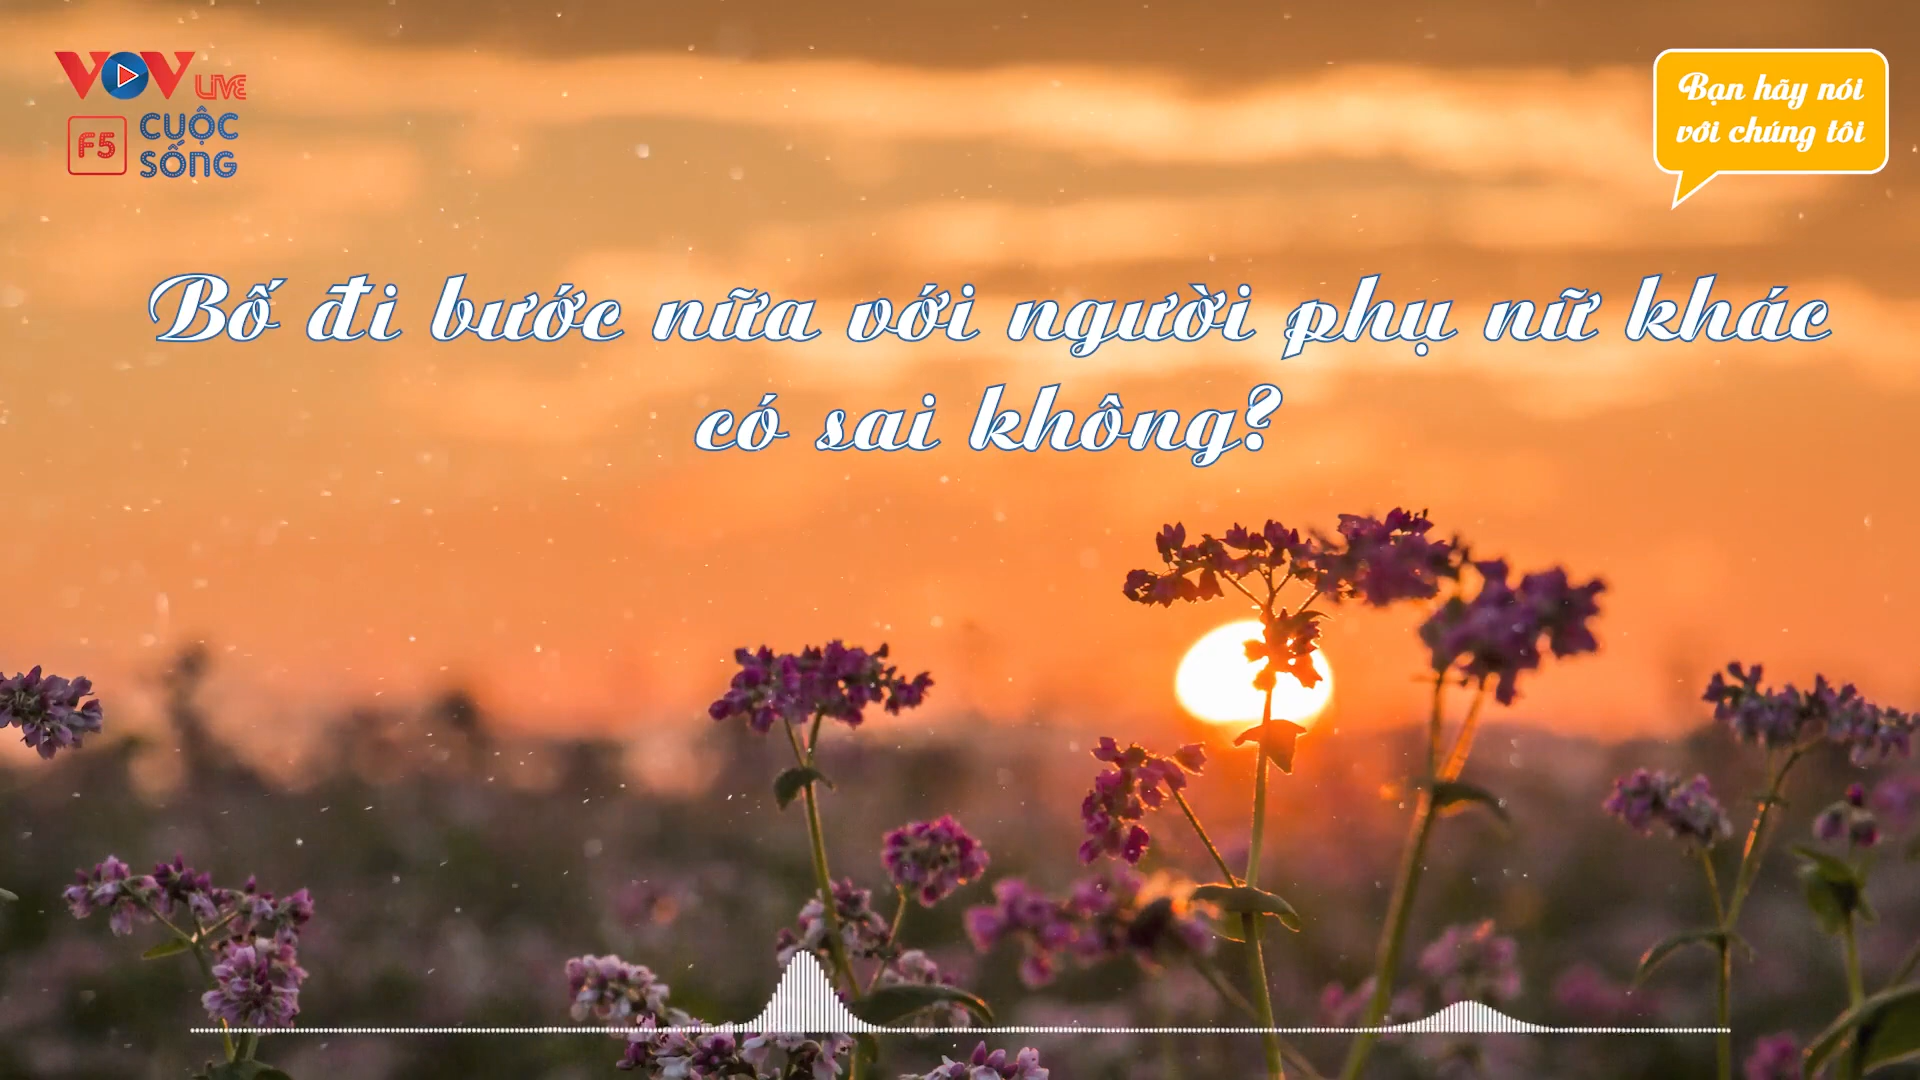 VOV LIVE
F5 CUỘC
SỐNG
Bạn hãy nói
với chúng tôi
Bố đi bước nữa với người phụ nữ khác
có sai không?